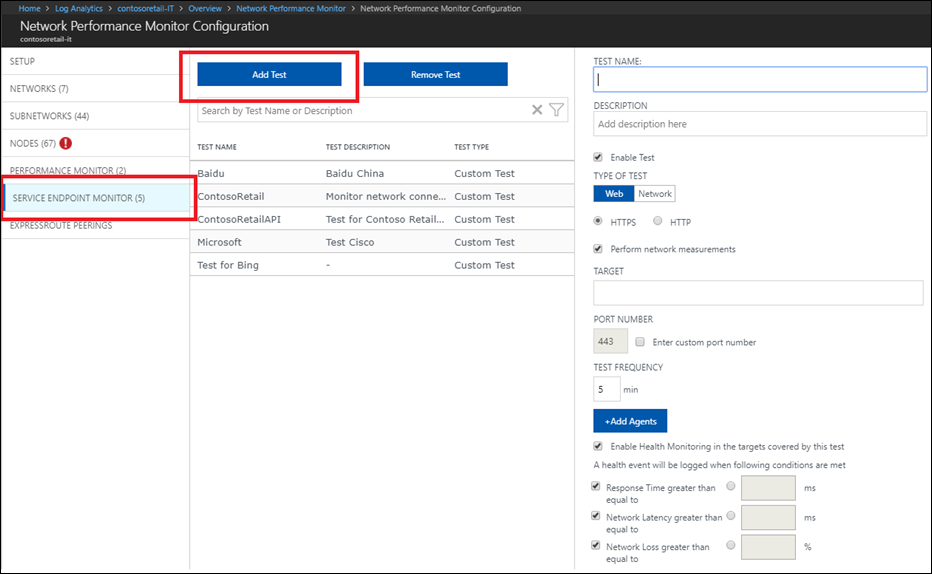 Home > Log Analytics > contosoretail-IT > Overview > Network Performance Monitor > Network Performance Monitor Configuration
Network Performance Monitor Configuration
contosoretail-it
SETUP
NETWORKS (7)
SUBNETWORKS (44)
NODES (67)
PERFORMANCE MONITOR (2)
SERVICE ENDPOINT MONITOR (5)
EXPRESSROUTE PEERINGS
Add Test Remove Test
Search by Test Name or Description
TEST NAME TEST DESCRIPTION TEST TYPE
Baidu Baidu China Custom Test
ContosoRetail Monitor network conne... Custom Test
ContosoRetailAPI Test for Contoso Retail... Custom Test
Microsoft Test Cisco Custom Test
Test for Bing - Custom Test
TEST NAME:
DESCRIPTION
Add description here
Enable Test
TYPE OF TEST
Web Network
HTTPS HTTP
Perform network measurements
TARGET
PORT NUMBER
443 Enter custom port number
TEST FREQUENCY
5 min
+Add Agents
Enable Health Monitoring in the targets covered by this test
A health event will be logged when following conditions are met
Response Time greater than ms
equal to
Network Latency greater than ms
equal to
Network Loss greater than %
equal to